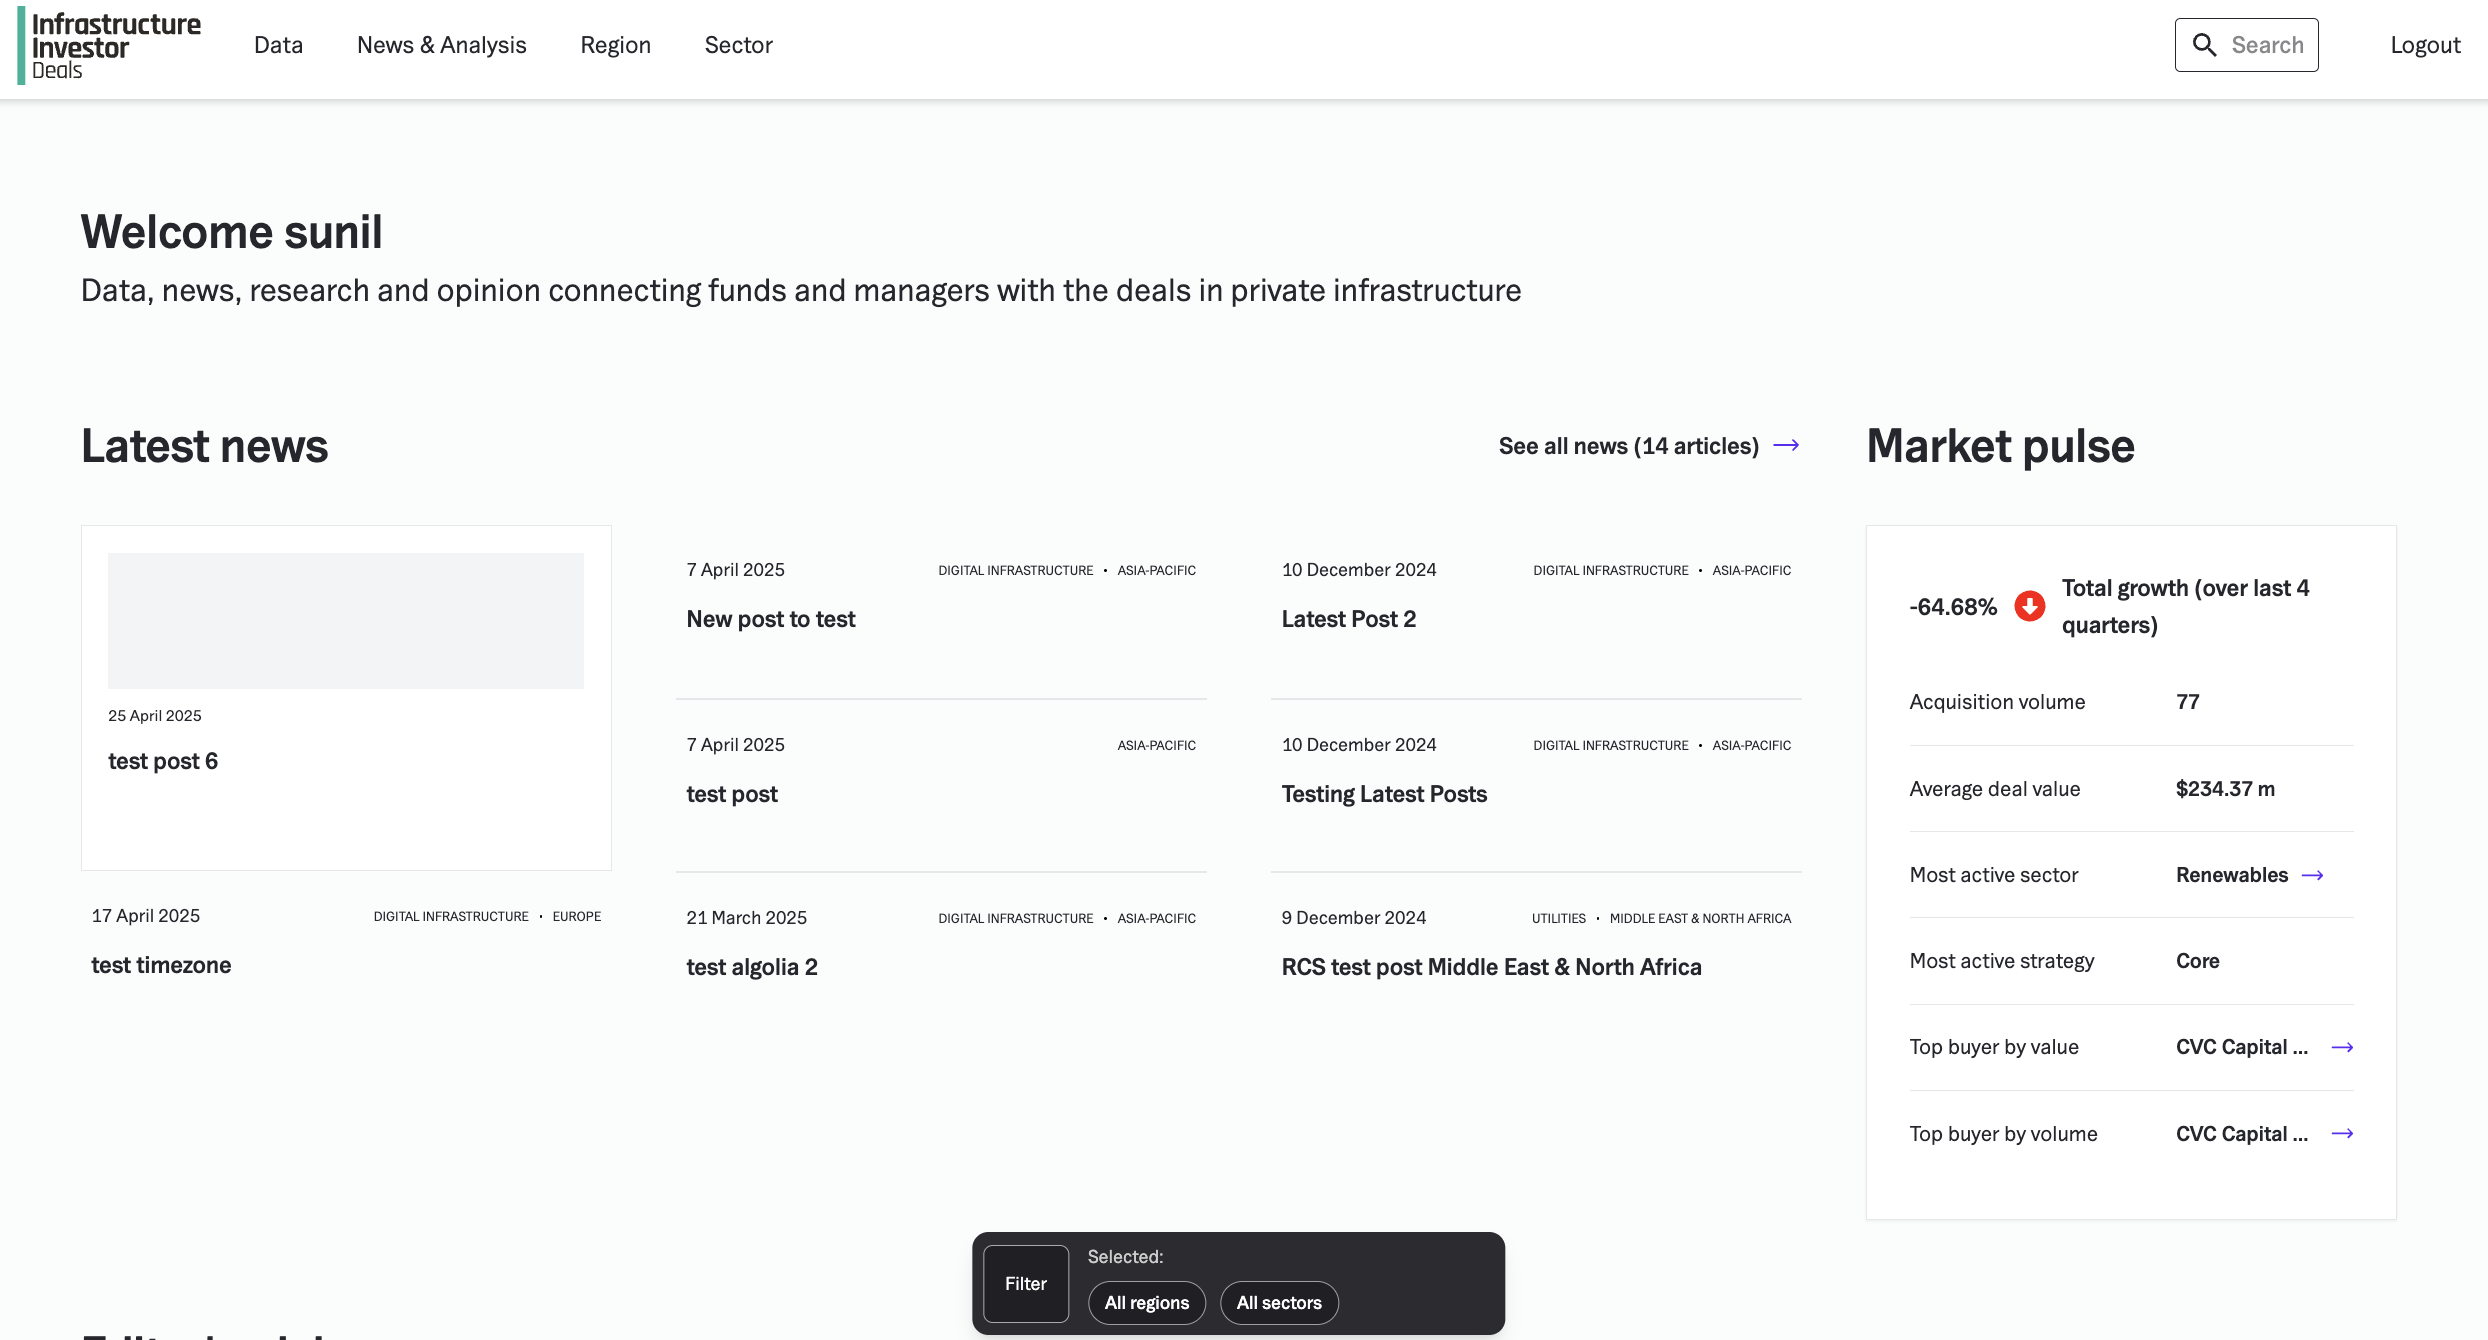 Infrastructure
Investor
Deals
Data
News & Analysis
Region
Sector
Search
Logout
Welcome sunil
Data, news, research and opinion connecting funds and managers with the deals in private infrastructure
Latest news
See all news (14 articles)
25 April 2025
test post 6
17 April 2025
DIGITAL INFRASTRUCTURE • EUROPE
test timezone
7 April 2025
DIGITAL INFRASTRUCTURE • ASIA-PACIFIC
New post to test
7 April 2025
ASIA-PACIFIC
test post
21 March 2025
DIGITAL INFRASTRUCTURE • ASIA-PACIFIC
test algolia 2
10 December 2024
DIGITAL INFRASTRUCTURE • ASIA-PACIFIC
Latest Post 2
10 December 2024
DIGITAL INFRASTRUCTURE • ASIA-PACIFIC
Testing Latest Posts
9 December 2024
UTILITIES • MIDDLE EAST & NORTH AFRICA
RCS test post Middle East & North Africa
Market pulse
-64.68%
Total growth (over last 4
quarters)
Acquisition volume
77
Average deal value
$234.37 m
Most active sector
Renewables
Most active strategy
Core
Top buyer by value
CVC Capital ...
Top buyer by volume
CVC Capital ...
Filter
Selected:
All regions
All sectors